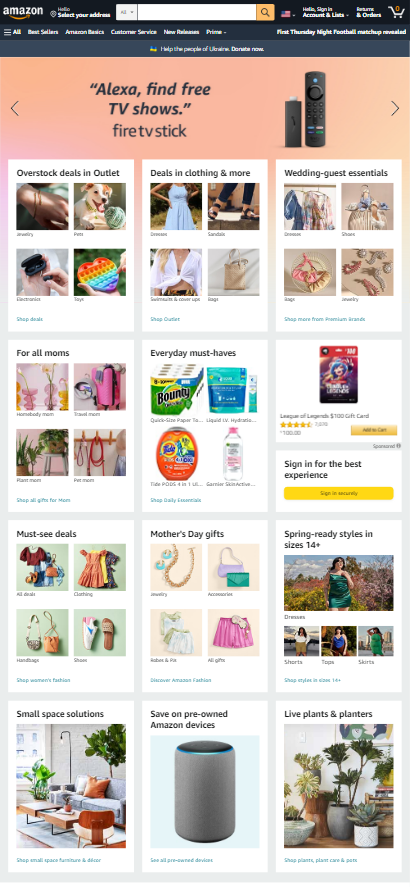 amazon
Hello
Select your address
All
Hello, Sign in
Account & Lists
Returns
& Orders
0
All
Best Sellers
Amazon Basics
Customer Service
New Releases
Prime
First Thursday Night Football matchup revealed
Help the people of Ukraine. Donate now.
“Alexa, find free
TV shows.”
fire tv stick
Overstock deals in Outlet
Jewelry
Pets
Electronics
Toys
Shop deals
Deals in clothing & more
Dresses
Sandals
Swimsuits & cover ups
Bags
Shop Outlet
Wedding-guest essentials
Dresses
Shoes
Bags
Jewelry
Shop more from Premium Brands
For all moms
Homebody mom
Travel mom
Plant mom
Pet mom
Shop all gifts for Mom
Everyday must-haves
Bounty
Quick-Size Paper To...
Liquid I.V. Hydratio...
Tide
Tide PODS 4 in 1 Ul...
Garnier SkinActive...
Shop Daily Essentials
League of Legends $100 Gift Card
7,076
$100.00
Add to Cart
Sponsored
Sign in for the best
experience
Sign in securely
Must-see deals
All deals
Clothing
Handbags
Shoes
Shop women's fashion
Mother's Day gifts
Jewelry
Accessories
Robes & PJs
All gifts
Discover Amazon Fashion
Spring-ready styles in
sizes 14+
Dresses
Shorts
Tops
Skirts
Shop styles in sizes 14+
Small space solutions
Shop small space furniture & décor
Save on pre-owned
Amazon devices
See all pre-owned devices
Live plants & planters
Shop plants, plant care & pots